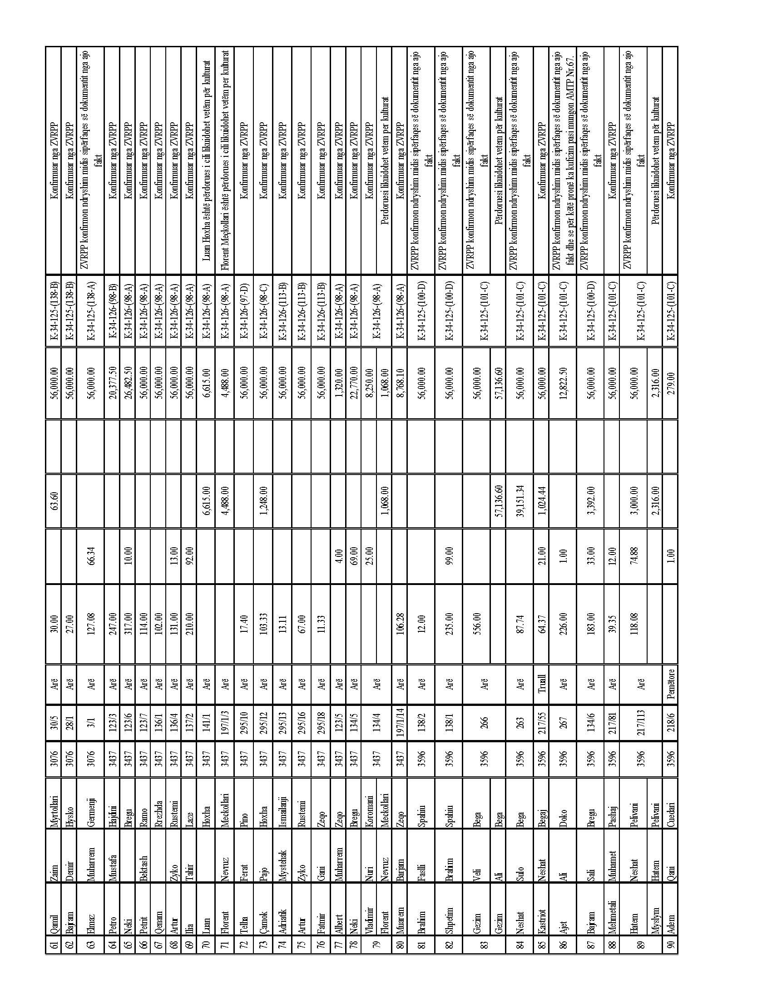 61 Qamil Zaim Myrtollari 3076 30/5 Arë 30.00 63.60 56,000.00 K-34-125-(138-B) Konfirmuar nga ZVRPP
62 Bajram Demir Hysko 3076 28/1 Arë 27.00 56,000.00 K-34-125-(138-B) Konfirmuar nga ZVRPP
63 Elmaz Muharrem Germenji 3076 3/1 Arë 127.08 66.34 56,000.00 K-34-125-(138-A) ZVRPP konfirmon ndryshim midis sipërfaqes së dokumentit nga ajo
fakt
64 Petro Mustafa Hajdini 3437 123/3 Arë 247.00 20,377.50 K-34-126-(98-B) Konfirmuar nga ZVRPP
65 Neki Bregu 3437 123/6 Arë 317.00 10.00 26,482.50 K-34-126-(98-A) Konfirmuar nga ZVRPP
66 Petrit Bektash Ramo 3437 123/7 Arë 114.00 56,000.00 K-34-126-(98-A) Konfirmuar nga ZVRPP
67 Qenam Rrezhda 3437 136/1 Arë 102.00 56,000.00 K-34-126-(98-A) Konfirmuar nga ZVRPP
68 Artur Zyko Rustemi 3437 136/4 Arë 131.00 13.00 56,000.00 K-34-126-(98-A) Konfirmuar nga ZVRPP
69 Ilia Tahir Laze 3437 137/2 Arë 210.00 92.00 56,000.00 K-34-126-(98-A) Konfirmuar nga ZVRPP
70 Luan Hoxha 3437 141/1 Arë 6,615.00 6,615.00 K-34-126-(98-A) Luan Hoxha është përdorues i cili likuidohet vetëm për kulturat
71 Florent Nevruz Meckollari 3437 197/1/3 Arë 4,488.00 4,488.00 K-34-126-(98-A) Florent Meçkollari është përdorues i cili likuidohet vetëm per kulturat
72 Telha Ferat Pino 3437 295/10 Arë 17.40 56,000.00 K-34-126-(97-D) Konfirmuar nga ZVRPP
73 Çamok Pajo Hoxha 3437 295/12 Arë 103.33 1,248.00 56,000.00 K-34-126-(98-C) Konfirmuar nga ZVRPP
74 Adriatik Mystehak Ismailanji 3437 295/13 Arë 13.11 56,000.00 K-34-126-(113-B) Konfirmuar nga ZVRPP
75 Artur Zyko Rustemi 3437 295/16 Arë 67.00 56,000.00 K-34-126-(113-B) Konfirmuar nga ZVRPP
76 Fatmir Gani Zeqo 3437 295/18 Arë 11.33 56,000.00 K-34-126-(113-B) Konfirmuar nga ZVRPP
77 Albert Muharrem Zeqo 3437 123/5 Arë 4.00 1,320.00 K-34-126-(98-A) Konfirmuar nga ZVRPP
78 Neki Bregu 3437 134/5 Arë 69.00 22,770.00 K-34-126-(98-A) Konfirmuar nga ZVRPP
79 Vladimir Nuri Koromani 3437 134/4 Arë 25.00 8,250.00 K-34-126-(98-A) Konfirmuar nga ZVRPP
Florent Nevruz Meckollari 1,068.00 1,068.00 Perdoruesi likuidohet vetem per kulturat
80 Muarem Barjam Zeqo 3437 197/1/14 Arë 106.28 8,768.10 K-34-126-(98-A) Konfirmuar nga ZVRPP
81 Brahim Faslli Spahiu 3596 138/2 Arë 12.00 56,000.00 K-34-125-(100-D) ZVRPP konfirmon ndryshim midis sipërfaqes së dokumentit nga ajo
fakt
82 Shpetim Brahim Spahiu 3596 138/1 Arë 235.00 99.00 56,000.00 K-34-125-(100-D) ZVRPP konfirmon ndryshim midis sipërfaqes së dokumentit nga ajo
fakt
83 Gezim Veli Bega 3596 266 Arë 556.00 56,000.00 K-34-125-(101-C) ZVRPP konfirmon ndryshim midis sipërfaqes së dokumentit nga ajo
fakt
Gezim Ali Bega 57,136.60 57,136.60 Përdoruesi likuidohet vetem për kulturat
84 Neshat Sulo Bega 3596 263 Arë 87.74 39,151.34 56,000.00 K-34-125-(101-C) ZVRPP konfirmon ndryshim midis sipërfaqes së dokumentit nga ajo
fakt
85 Kastriot Neshat Begaj 3596 217/55 Truall 64.37 21.00 1,024.44 56,000.00 K-34-125-(101-C) Konfirmuar nga ZVRPP
86 Ajet Ali Doko 3596 267 Arë 226.00 1.00 12,822.50 K-34-125-(101-C) ZVRPP konfirmon ndryshim midis sipërfaqes së dokumentit nga ajo
fakt dhe se për këtë pronë ka kufizim pasi mungon AMTP Nr.67.
87 Bajram Sali Bregu 3596 134/6 Arë 183.00 33.00 3,392.00 56,000.00 K-34-125-(100-D) ZVRPP konfirmon ndryshim midis sipërfaqes së dokumentit nga ajo
fakt
88 Mehmetali Muhamet Pashaj 3596 217/81 Arë 39.35 12.00 56,000.00 K-34-125-(101-C) Konfirmuar nga ZVRPP
89 Hatem Neshat Pelivani 3596 217/113 Arë 118.08 74.88 3,000.00 56,000.00 K-34-125-(101-C) ZVRPP konfirmon ndryshim midis sipërfaqes së dokumentit nga ajo
fakt
Myslym Hatem Pelivani 2,316.00 2,316.00 Përdoruesi likuidohet vetëm për kulturat
90 Adem Qani Cuedari 3596 218/6 Pemëtore 1.00 279.00 K-34-125-(101-C) Konfirmuar nga ZVRPP